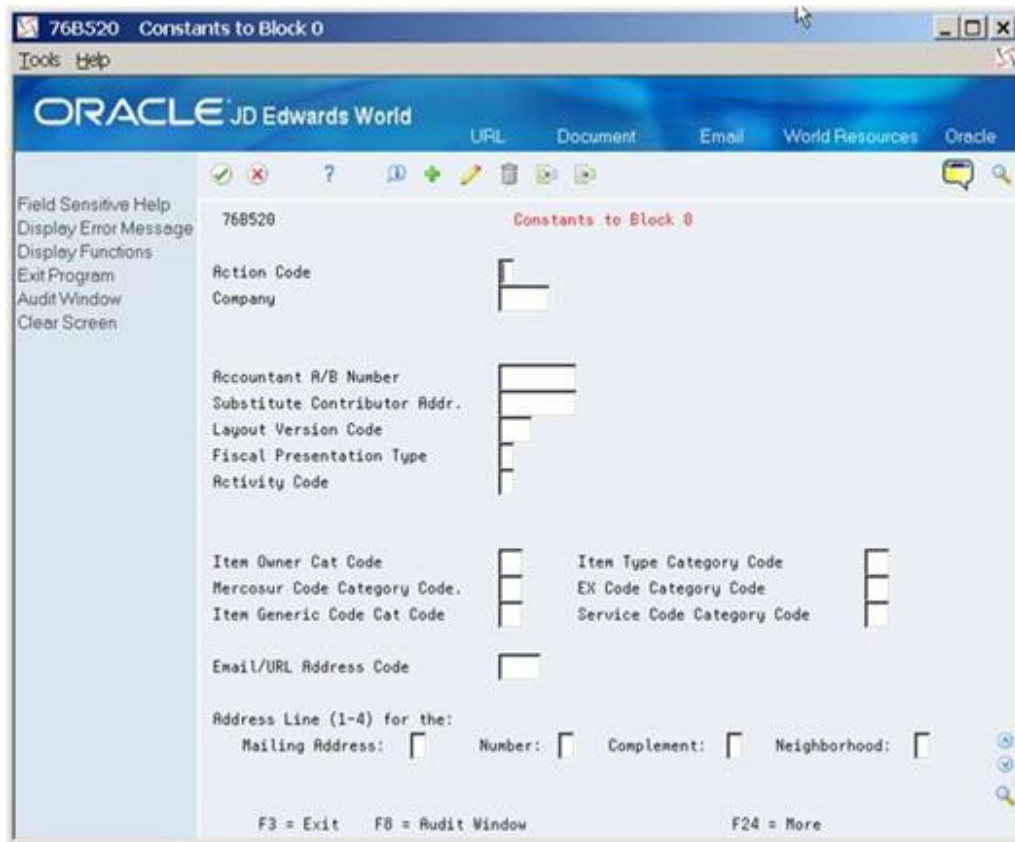 76B520 Constants to Block 0
Tools Help
ORACLE JD Edwards World
URL Document Email World Resources Oracle
Field Sensitive Help
Display Error Message
Display Functions
Exit Program
Audit Window
Clear Screen
76B520 Constants to Block 0
Action Code
Company
Accountant A/B Number
Substitute Contributor Addr.
Layout Version Code
Fiscal Presentation Type
Activity Code
Item Owner Cat Code Item Type Category Code
Mercosur Code Category Code. EX Code Category Code
Item Generic Code Cat Code Service Code Category Code
Email/URL Address Code
Address Line (1-4) for the:
Mailing Address: Number: Complement: Neighborhood:
F3 = Exit F8 = Audit Window F24 = More